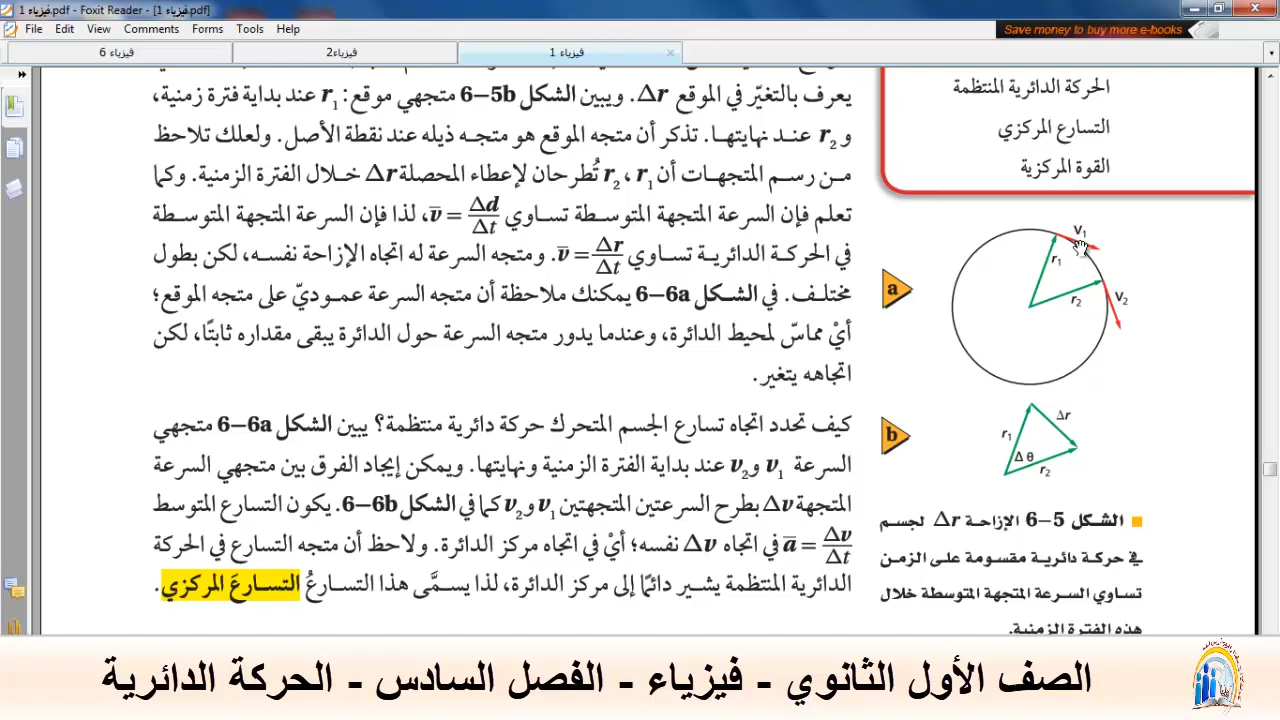 فيزياء 1.pdf - Foxit Reader - [فيزياء 1.pdf]
File Edit View Comments Forms Tools Help
Save money to buy more e-books
فيزياء 6
فيزياء2
فيزياء 1
يعرف بالتغيّر في الموقع Δr. ويبين الشكل 6–5b متجهي موقع: r1 عند بداية فترة زمنية،
و r2 عند نهايتها. تذكر أن متجه الموقع هو متجه ذيله عند نقطة الأصل. ولعلك تلاحظ
من رسم المتجهات أن r1 ، r2 تُطرحان لإعطاء المحصلة Δr خلال الفترة الزمنية. وكما
تعلم فإن السرعة المتجهة المتوسطة تساوي v̄ = Δd/Δt، لذا فإن السرعة المتجهة المتوسطة
في الحركة الدائرية تساوي v̄ = Δr/Δt. ومتجه السرعة له اتجاه الإزاحة نفسه، لكن بطول
مختلف. في الشكل 6–6a يمكنك ملاحظة أن متجه السرعة عموديّ على متجه الموقع؛
أيْ مماسّ لمحيط الدائرة، وعندما يدور متجه السرعة حول الدائرة يبقى مقداره ثابتًا، لكن
اتجاهه يتغير.
كيف تحدد اتجاه تسارع الجسم المتحرك حركة دائرية منتظمة؟ يبين الشكل 6–6a متجهي
السرعة v1 و v2 عند بداية الفترة الزمنية ونهايتها. ويمكن إيجاد الفرق بين متجهي السرعة
المتجهة Δv بطرح السرعتين المتجهتين v1 و v2 كما في الشكل 6–6b. يكون التسارع المتوسط
ā = Δv/Δt في اتجاه Δv نفسه؛ أيْ في اتجاه مركز الدائرة. ولاحظ أن متجه التسارع في الحركة
الدائرية المنتظمة يشير دائمًا إلى مركز الدائرة، لذا يسمَّى هذا التسارعُ التسارعَ المركزي.
الحركة الدائرية المنتظمة
التسارع المركزي
القوة المركزية
a
v1
r1
r2
v2
b
r1
Δr
Δθ
r2
الشكل 5–6 الإزاحة Δr لجسم
في حركة دائرية مقسومة على الزمن
تساوي السرعة المتجهة المتوسطة خلال
هذه الفترة الزمنية.
الصف الأول الثانوي - فيزياء - الفصل السادس - الحركة الدائرية